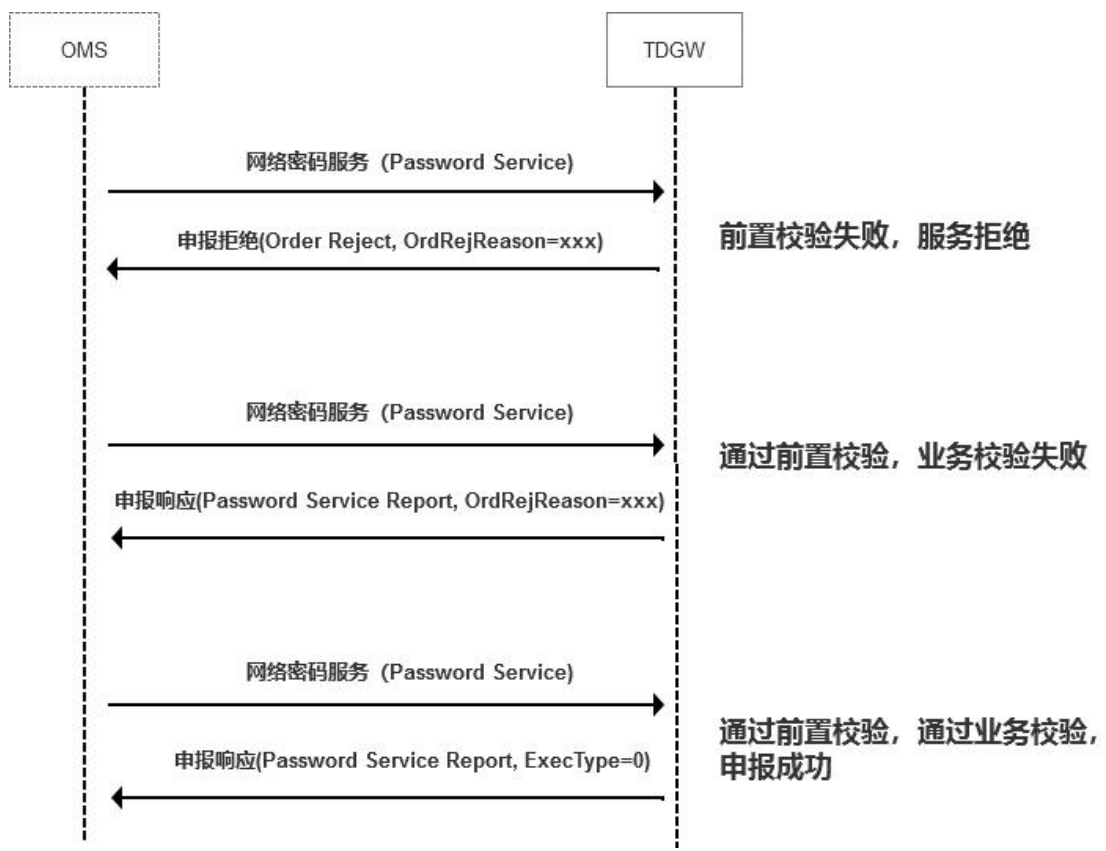 OMS
TDGW
网络密码服务 (Password Service)
申报拒绝(Order Reject, OrdRejReason=xxx)
前置校验失败，服务拒绝
网络密码服务 (Password Service)
通过前置校验，业务校验失败
申报响应(Password Service Report, OrdRejReason=xxx)
网络密码服务 (Password Service)
通过前置校验，通过业务校验，
申报成功
申报响应(Password Service Report, ExecType=0)